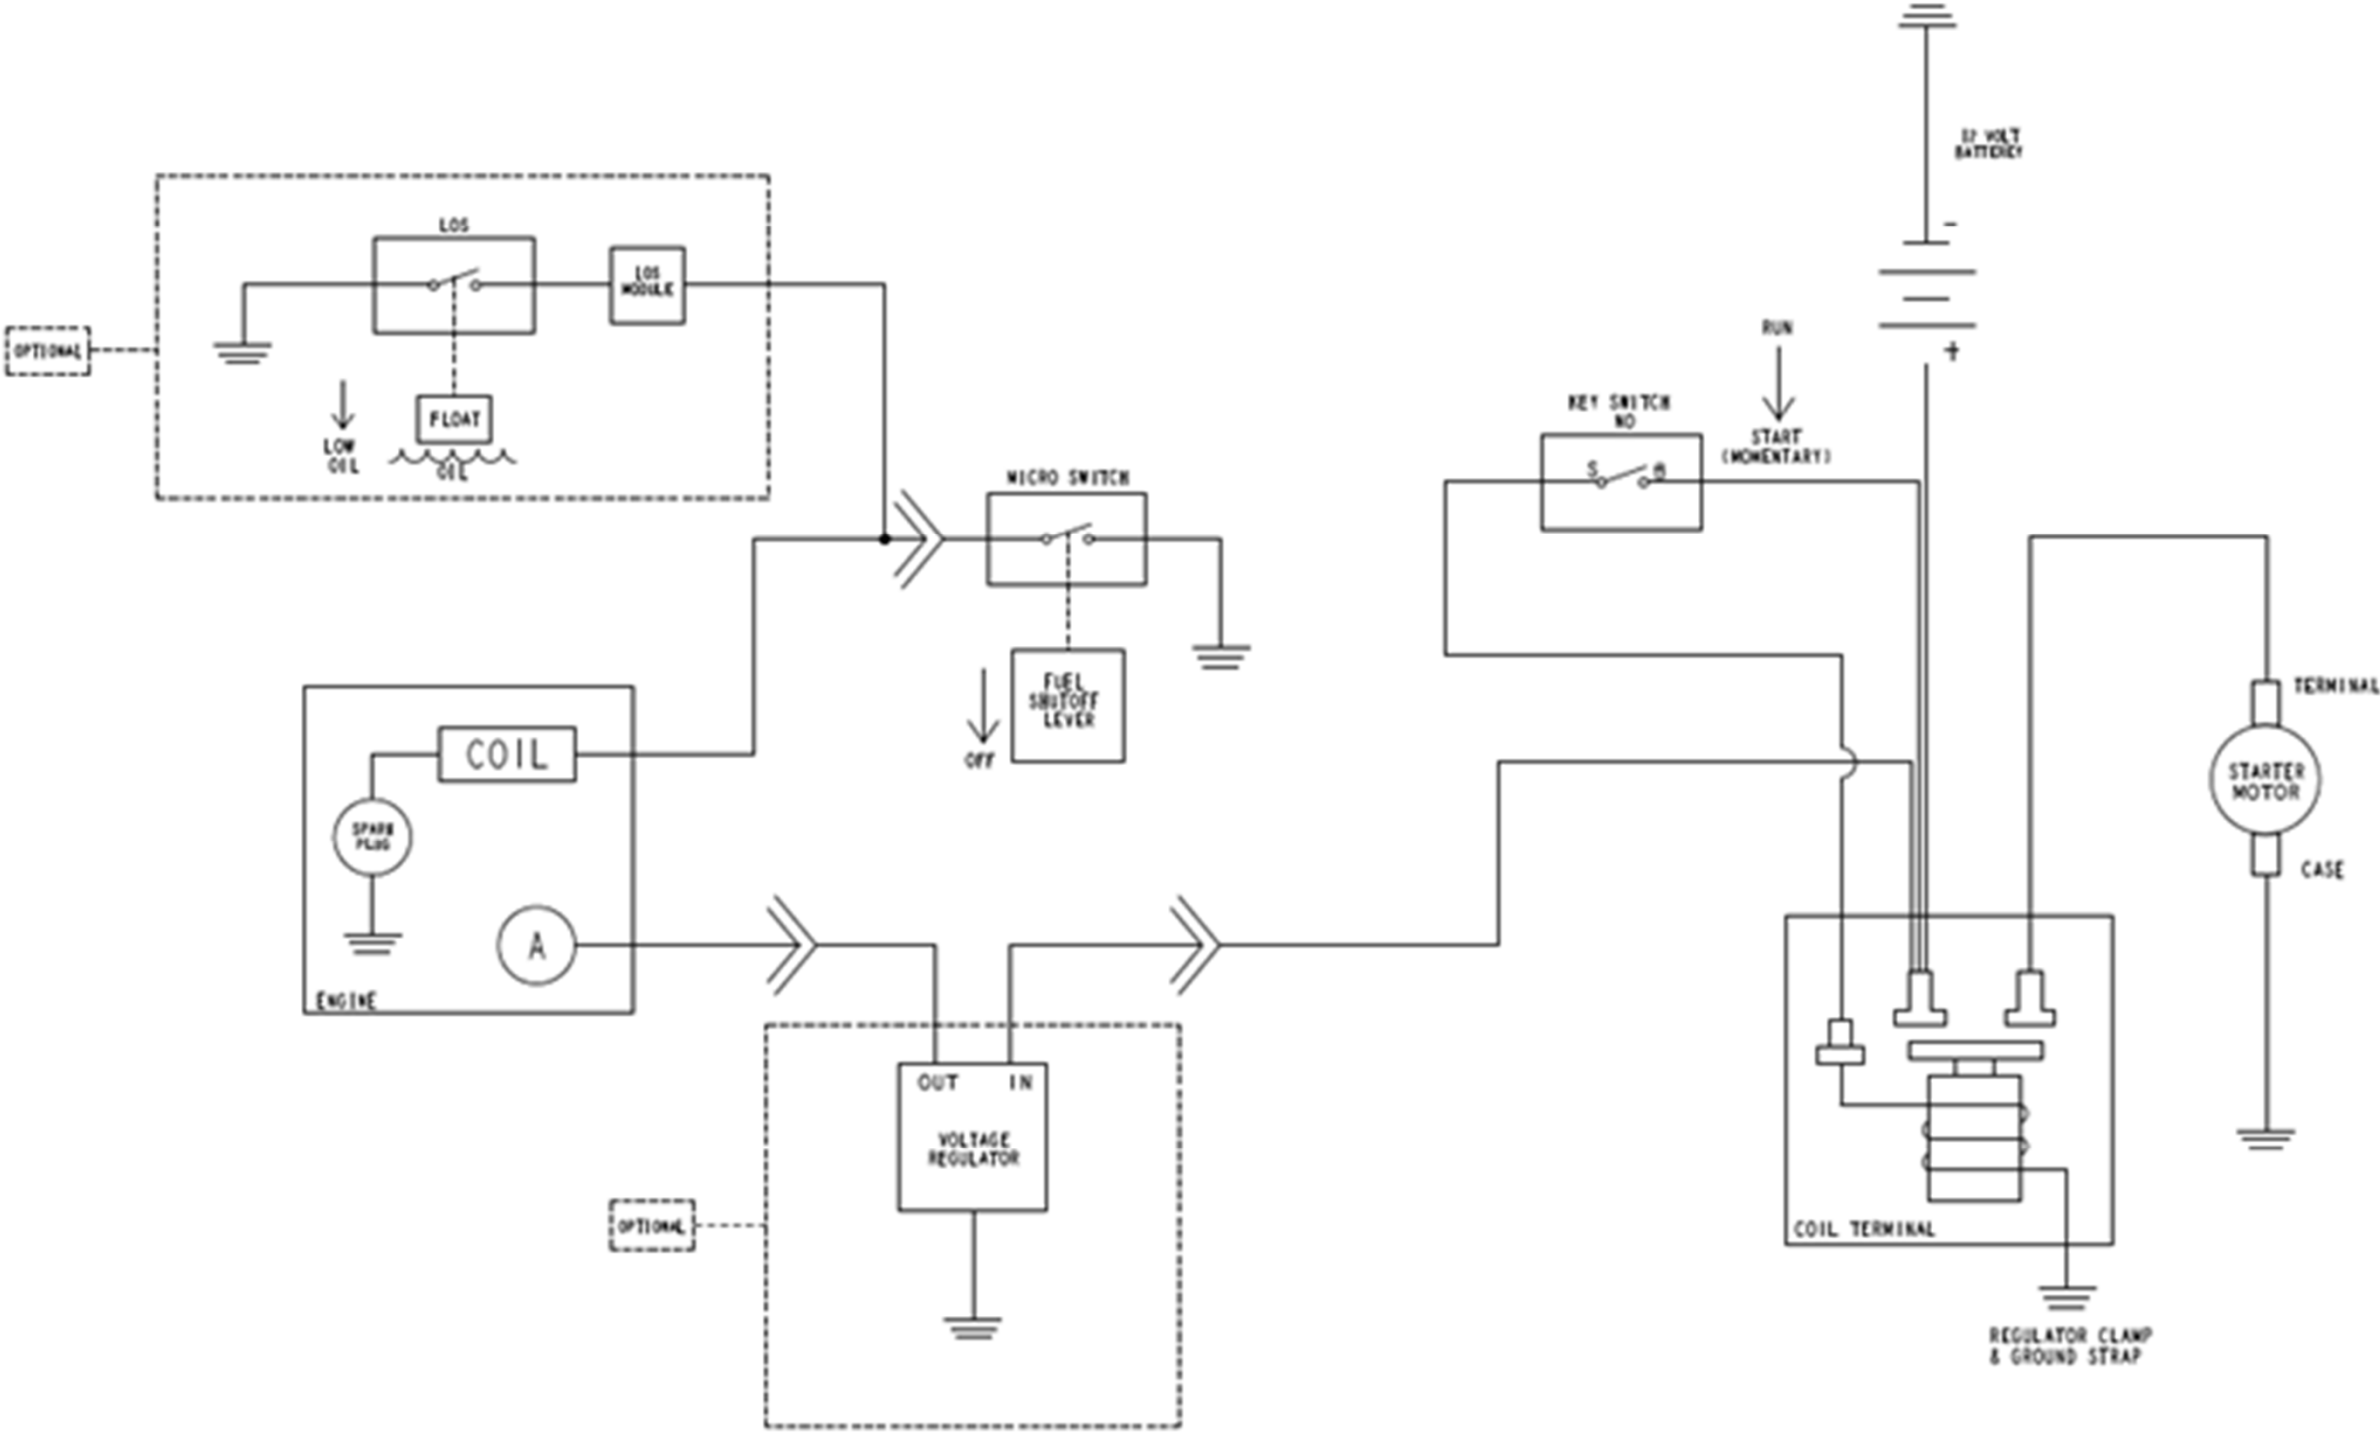 12 VOLT
BATTEREY
-
+
LOS
LOS
MODULE
OPTIONAL
FLOAT
LOW
OIL
OIL
RUN
KEY SWITCH
NO
START
(MOMENTARY)
S
B
MICRO SWITCH
FUEL
SHUTOFF
LEVER
OFF
TERMINAL
STARTER
MOTOR
CASE
COIL
SPARK
PLUG
A
ENGINE
OUT IN
VOLTAGE
REGULATOR
OPTIONAL
COIL TERMINAL
REGULATOR CLAMP
& GROUND STRAP